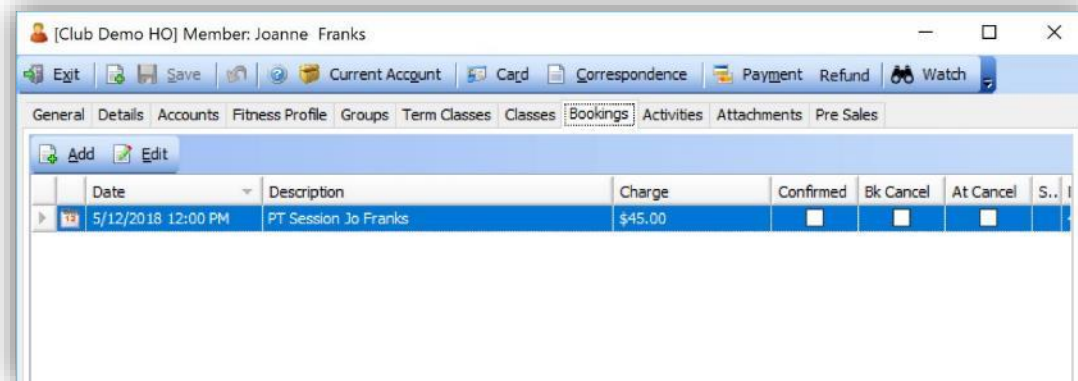 [Club Demo HO] Member: Joanne Franks
Exit Save Current Account Card Correspondence Payment Refund Watch
General Details Accounts Fitness Profile Groups Term Classes Classes Bookings Activities Attachments Pre Sales
Add Edit
Date Description Charge Confirmed Bk Cancel At Cancel S..
5/12/2018 12:00 PM PT Session Jo Franks $45.00